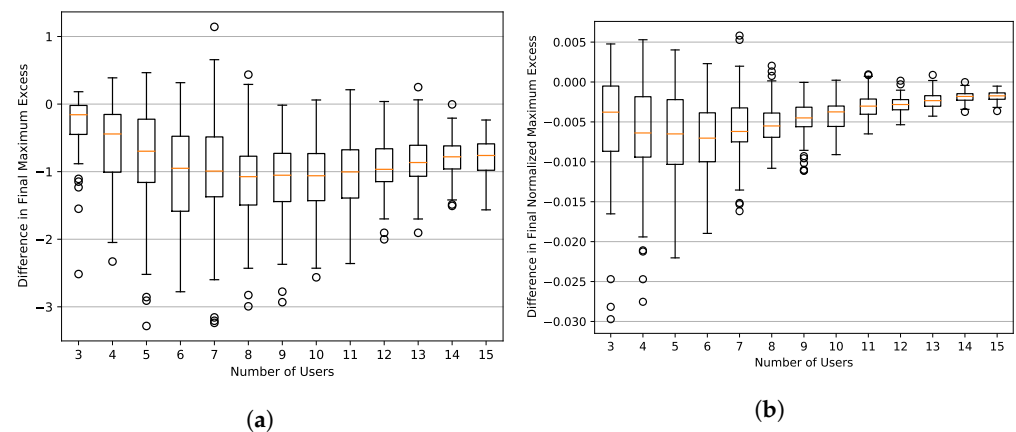 1
0
−1
−2
−3
Difference in Final Maximum Excess
3 4 5 6 7 8 9 10 11 12 13 14 15
Number of Users
(a)
0.005
0.000
−0.005
−0.010
−0.015
−0.020
−0.025
−0.030
Difference in Final Normalized Maximum Excess
3 4 5 6 7 8 9 10 11 12 13 14 15
Number of Users
(b)